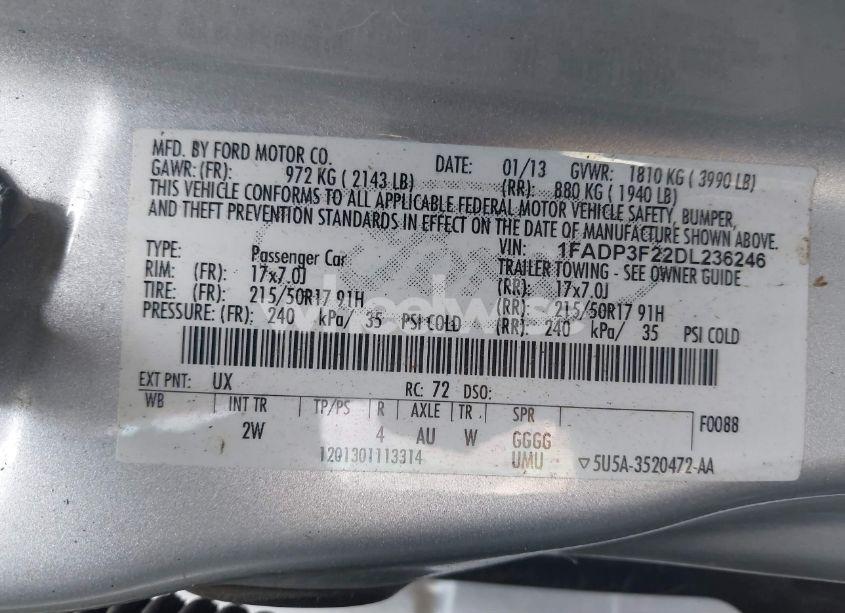 MFD. BY FORD MOTOR CO. DATE: 01/13 GVWR: 1810 KG ( 3990 LB)
GAWR: (FR): 972 KG ( 2143 LB) (RR): 880 KG ( 1940 LB)
THIS VEHICLE CONFORMS TO ALL APPLICABLE FEDERAL MOTOR VEHICLE SAFETY, BUMPER,
AND THEFT PREVENTION STANDARDS IN EFFECT ON THE DATE OF MANUFACTURE SHOWN ABOVE.
VIN: 1FADP3F22DL236246
TYPE: Passenger Car TRAILER TOWING - SEE OWNER GUIDE
RIM: (FR): 17x7.0J (RR): 17x7.0J
TIRE: (FR): 215/50R17 91H (RR): 215/50R17 91H
PRESSURE: (FR): 240 kPa/ 35 PSI COLD (RR): 240 kPa/ 35 PSI COLD
wheelwise
EXT PNT: UX RC: 72 DSO:
WB INT TR TP/PS R AXLE TR SPR F0088
2W 4 AU W GGGG
1201301113314 UMU ▽5U5A-3520472-AA